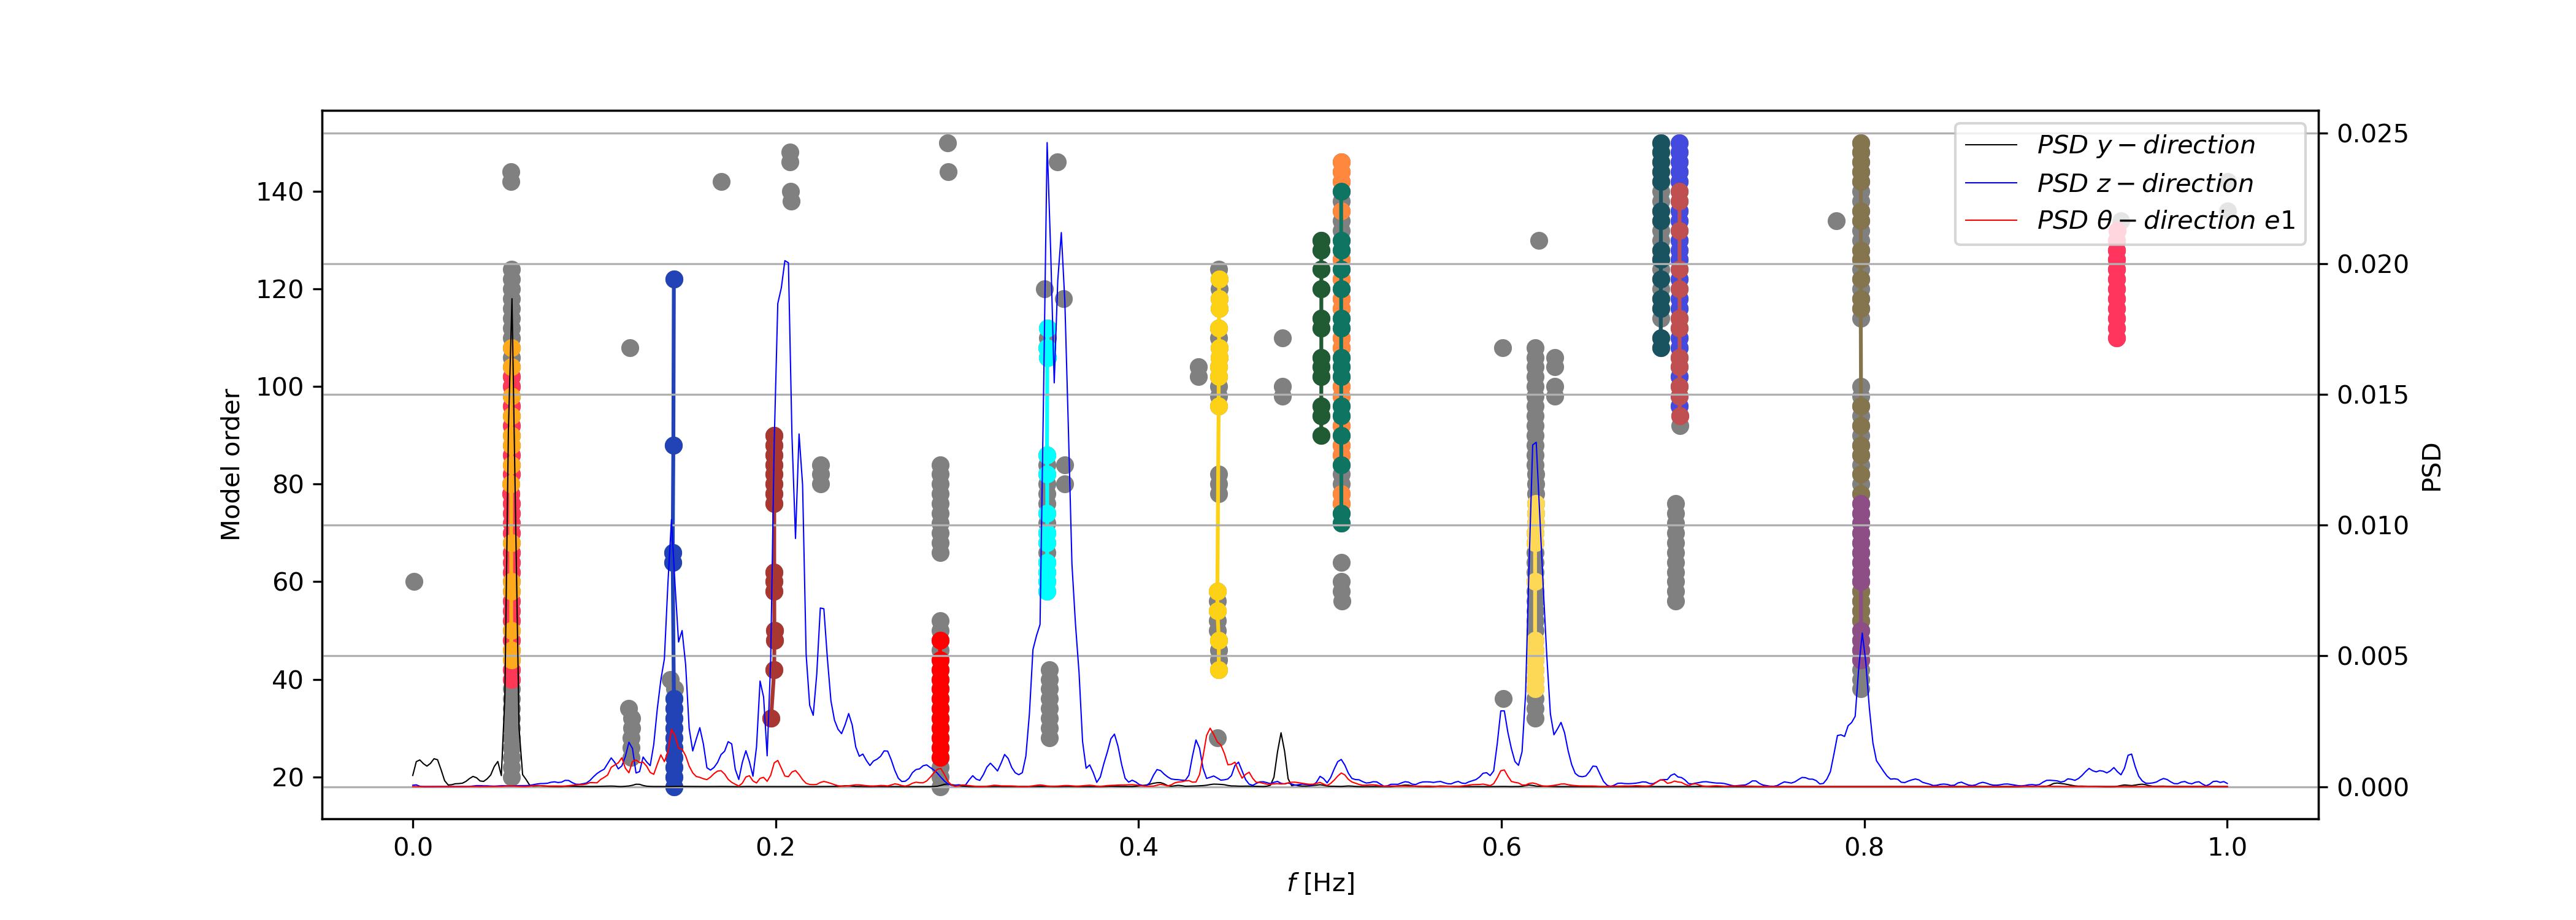 PSD y − direction
PSD z − direction
PSD θ − direction e1
Model order
140
120
100
80
60
40
20
0.025
0.020
0.015
0.010
0.005
0.000
PSD
0.0 0.2 0.4 0.6 0.8 1.0
f [Hz]